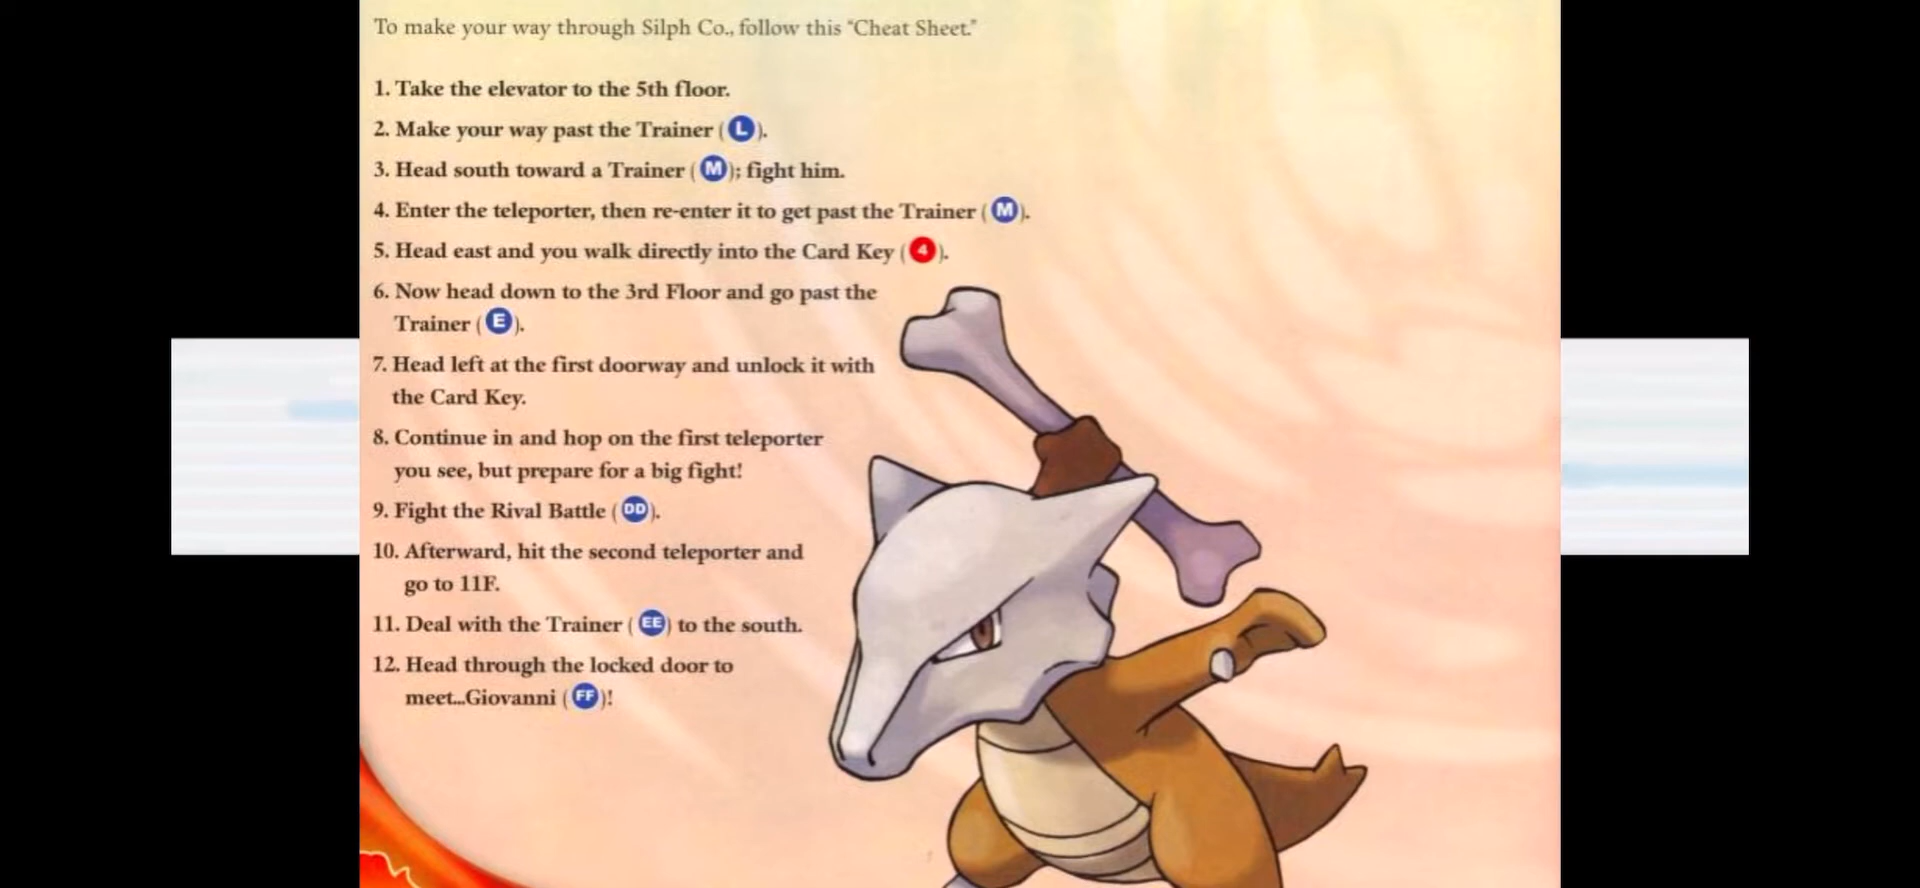 To make your way through Silph Co., follow this "Cheat Sheet."
1. Take the elevator to the 5th floor.
2. Make your way past the Trainer (L).
3. Head south toward a Trainer (M); fight him.
4. Enter the teleporter, then re-enter it to get past the Trainer (M).
5. Head east and you walk directly into the Card Key (4).
6. Now head down to the 3rd Floor and go past the
Trainer (E).
7. Head left at the first doorway and unlock it with
the Card Key.
8. Continue in and hop on the first teleporter
you see, but prepare for a big fight!
9. Fight the Rival Battle (DD).
10. Afterward, hit the second teleporter and
go to 11F.
11. Deal with the Trainer (EE) to the south.
12. Head through the locked door to
meet...Giovanni (FF)!